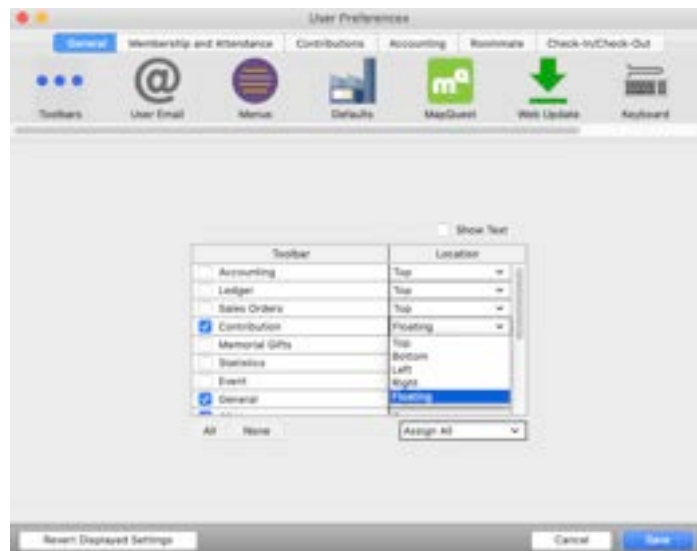 User Preferences
General Membership and Attendance Contributions Accounting Roommate Check-In/Check-Out
@
mq
Toolbars User Email Menus Defaults MapQuest Web Update Keyboard
Show Text
Toolbar Location
Accounting Top
Ledger Top
Sales Orders Top
Contribution Floating
Memorial Gifts Top
Bottom
Statistics Left
Event Right
General Floating
All None Assign All
Revert Displayed Settings Cancel Save